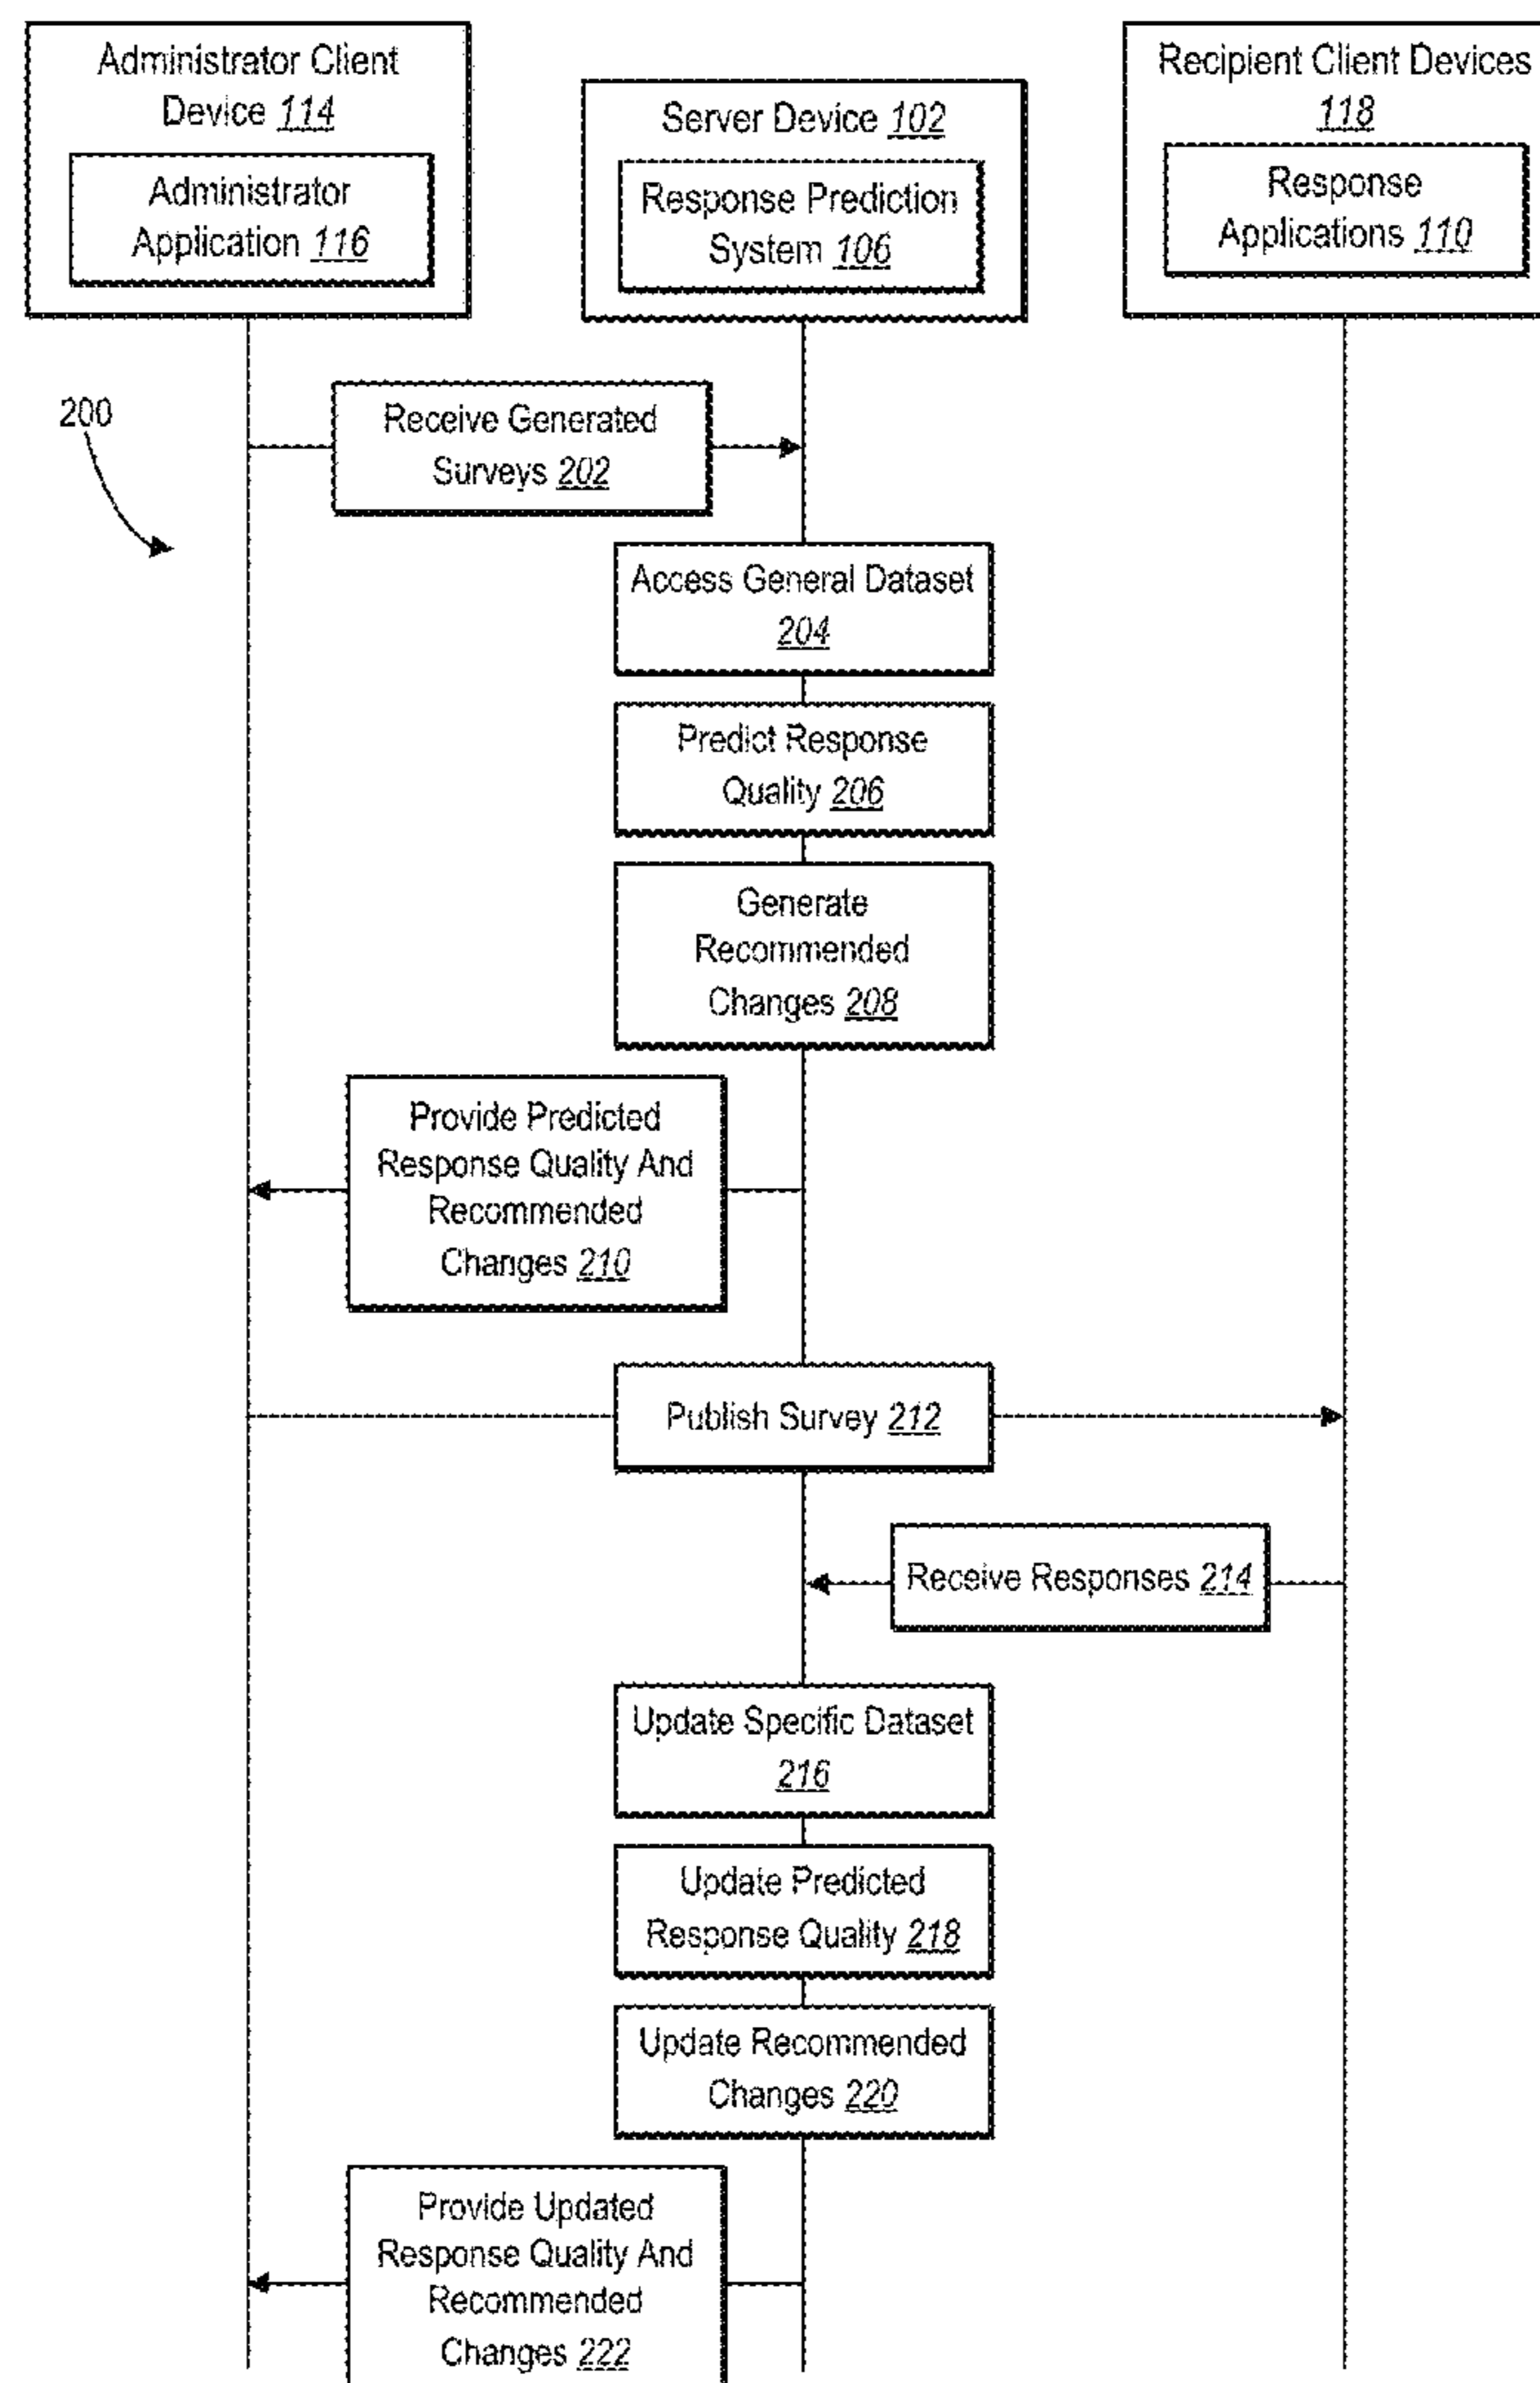 Administrator Client
Device 114
Administrator
Application 116
Server Device 102
Response Prediction
System 106
Recipient Client Devices
118
Response
Applications 110
200
Receive Generated
Surveys 202
Access General Dataset
204
Predict Response
Quality 206
Generate
Recommended
Changes 208
Provide Predicted
Response Quality And
Recommended
Changes 210
Publish Survey 212
Receive Responses 214
Update Specific Dataset
216
Update Predicted
Response Quality 218
Update Recommended
Changes 220
Provide Updated
Response Quality And
Recommended
Changes 222